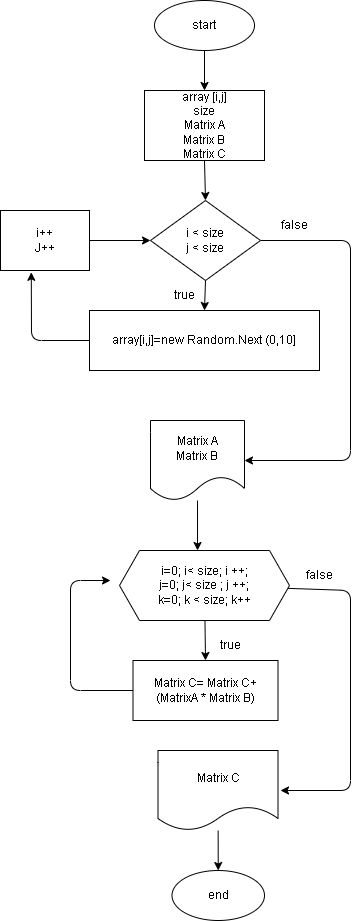 start
array [i,j]
size
Matrix A
Matrix B
Matrix C
i++
J++
i < size
j < size
false
true
array[i,j]=new Random.Next (0,10]
Matrix A
Matrix B
i=0; i< size; i ++;
j=0; j< size ; j ++;
k=0; k < size; k++
false
true
Matrix C= Matrix C+
(MatrixA * Matrix B)
Matrix C
end